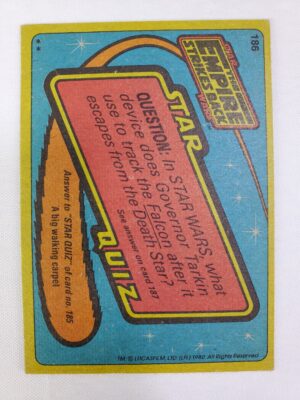 186
STAR WARS
THE
EMPIRE
STRIKES BACK
STAR
QUESTION: In STAR WARS, what
device does Governor Tarkin
use to track the Falcon after it
escapes from the Death Star?
See answer on card 187
QUIZ
Answer to "STAR QUIZ" of card no. 185
A big walking carpet
TM: © LUCASFILM, LTD (LFL) 1980 All Rights Reserved
**